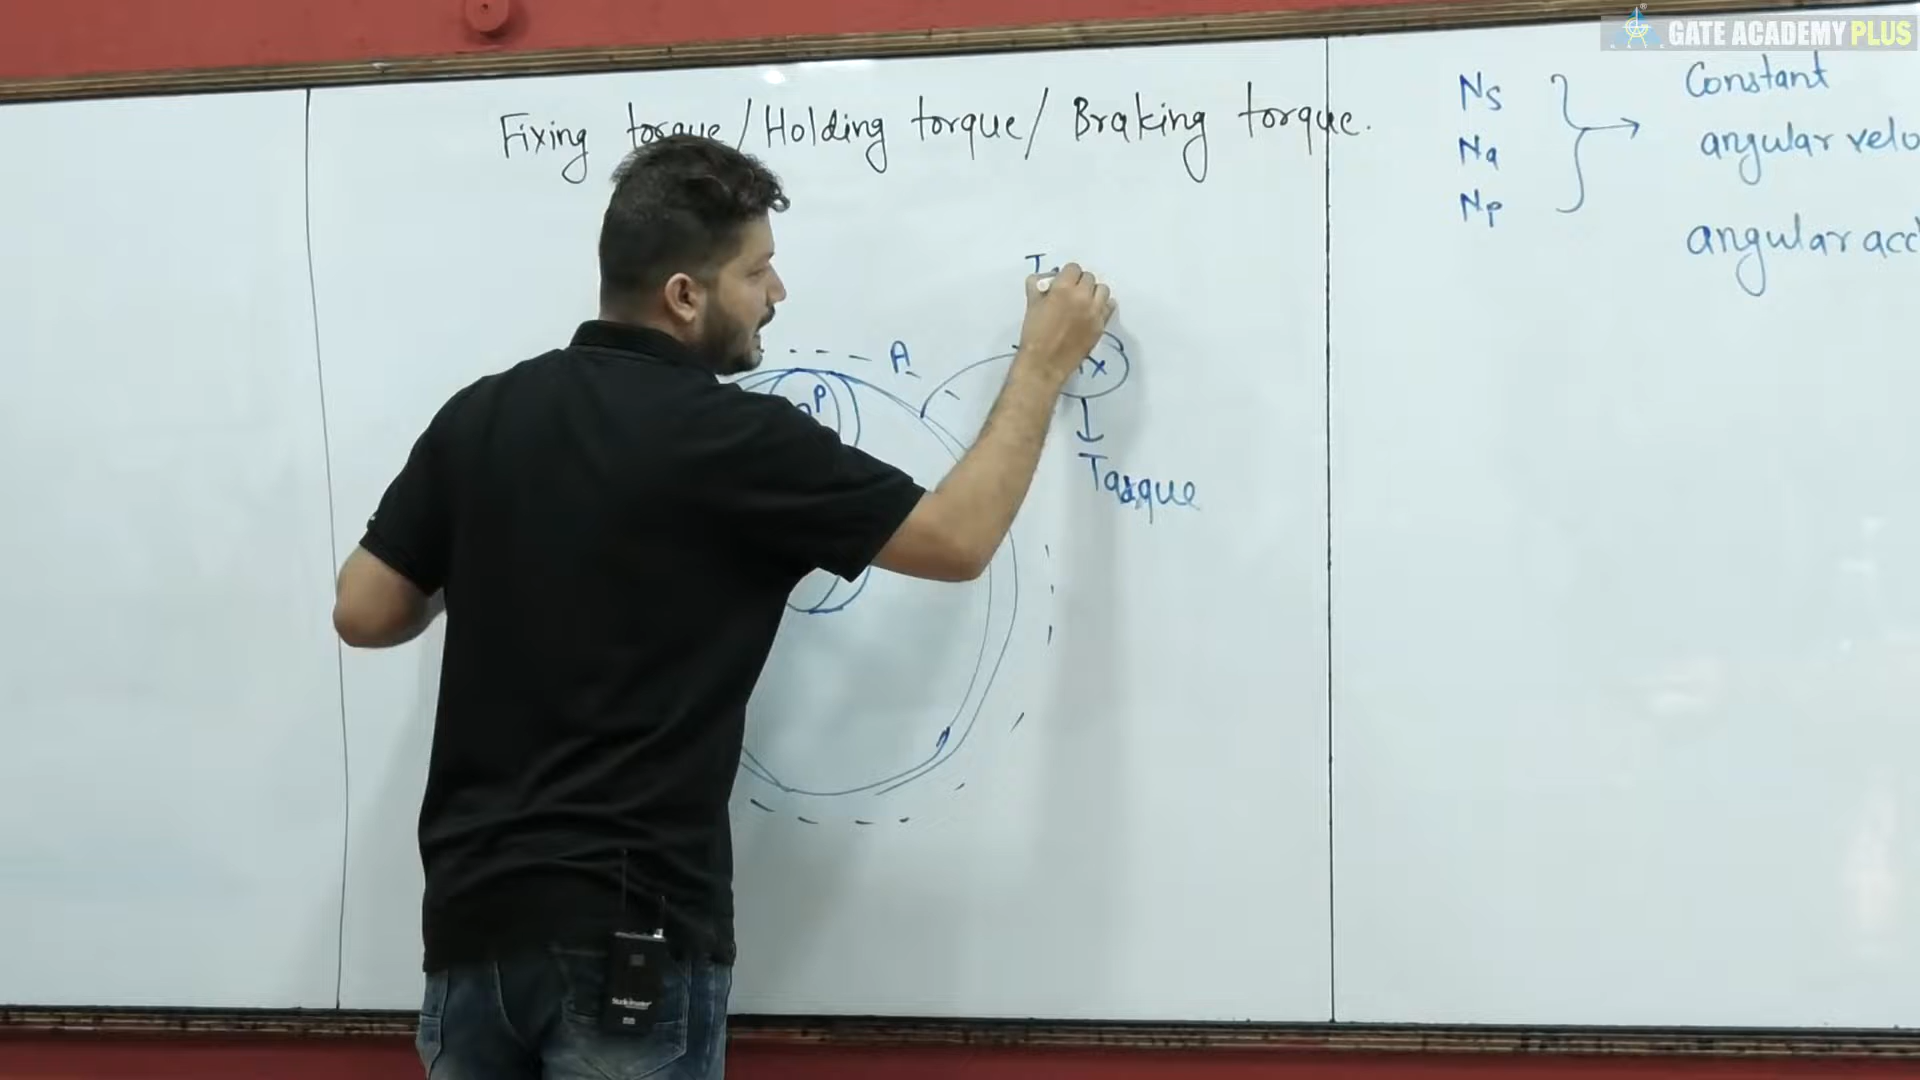 GATE ACADEMY PLUS
Fixing torque / Holding torque / Braking torque.
Ns
Na
Np
Constant
angular velo
angular acc
A
P
Torque